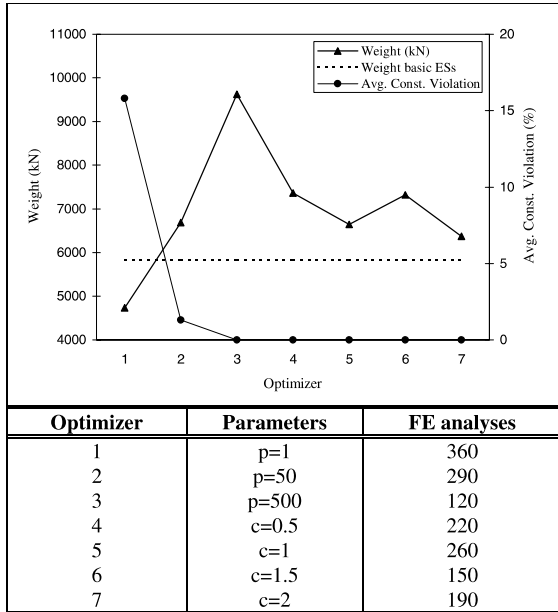 11000
10000
9000
8000
7000
6000
5000
4000
Weight (kN)
Weight (kN)
Weight basic ESs
Avg. Const. Violation
20
15
10
5
0
Avg. Const. Violation (%)
1 2 3 4 5 6 7
Optimizer
Optimizer Parameters FE analyses
1 p=1 360
2 p=50 290
3 p=500 120
4 c=0.5 220
5 c=1 260
6 c=1.5 150
7 c=2 190